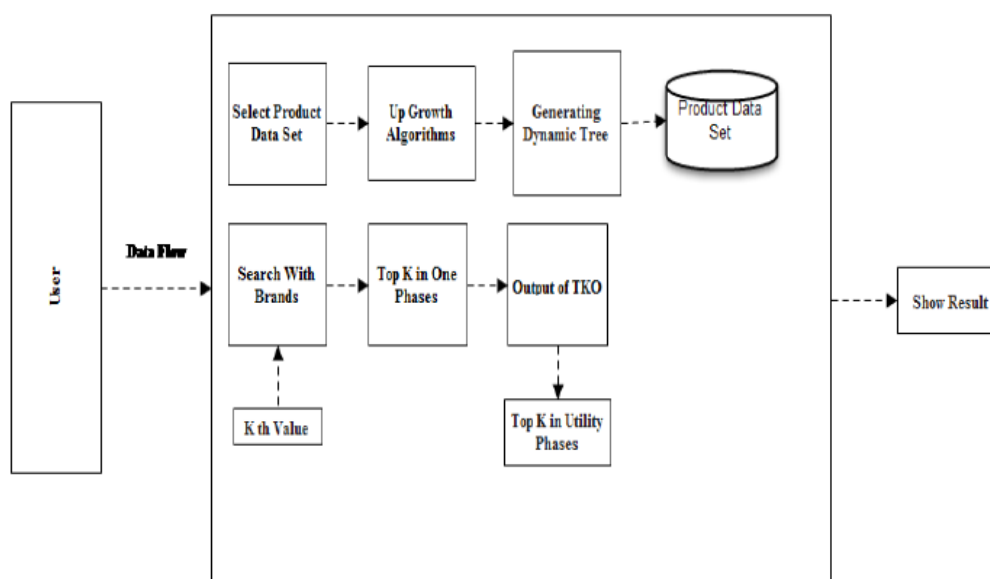 Select Product
Data Set
Up Growth
Algorithms
Generating
Dynamic Tree
Product Data
Set
User
Data Flow
Search With
Brands
Top K in One
Phases
Output of TKO
Show Result
K th Value
Top K in Utility
Phases